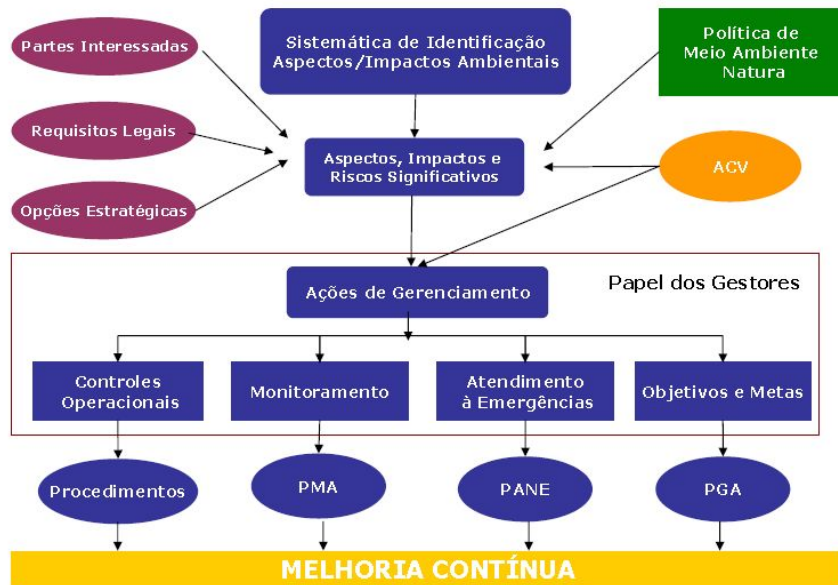 Partes Interessadas
Sistemática de Identificação
Aspectos/Impactos Ambientais
Política de
Meio Ambiente
Natura
Requisitos Legais
Aspectos, Impactos e
Riscos Significativos
ACV
Opções Estratégicas
Ações de Gerenciamento
Papel dos Gestores
Controles
Operacionais
Monitoramento
Atendimento
à Emergências
Objetivos e Metas
Procedimentos
PMA
PANE
PGA
MELHORIA CONTÍNUA